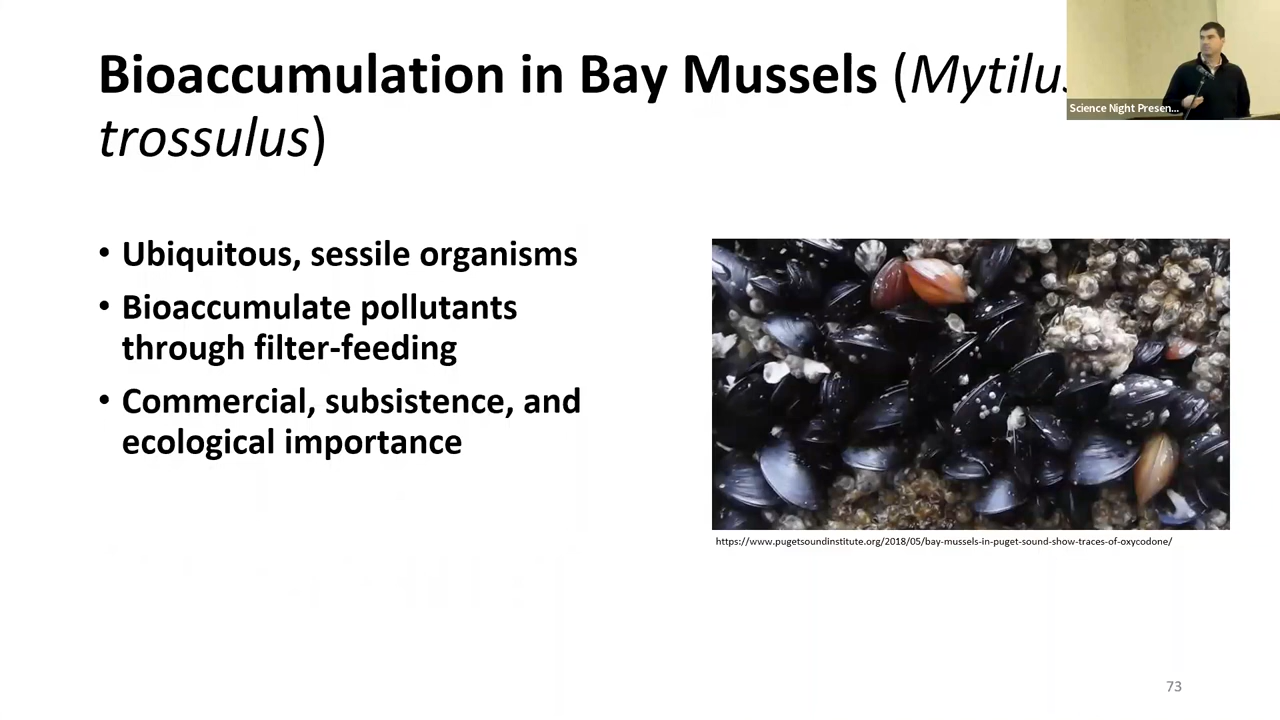 Bioaccumulation in Bay Mussels (Mytilus
trossulus)
Science Night Presen...
• Ubiquitous, sessile organisms
• Bioaccumulate pollutants
through filter-feeding
• Commercial, subsistence, and
ecological importance
https://www.pugetsoundinstitute.org/2018/05/bay-mussels-in-puget-sound-show-traces-of-oxycodone/
73